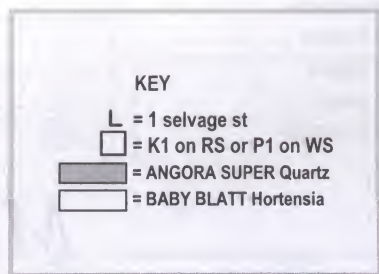 KEY
L = 1 selvage st
= K1 on RS or P1 on WS
= ANGORA SUPER Quartz
= BABY BLATT Hortensia